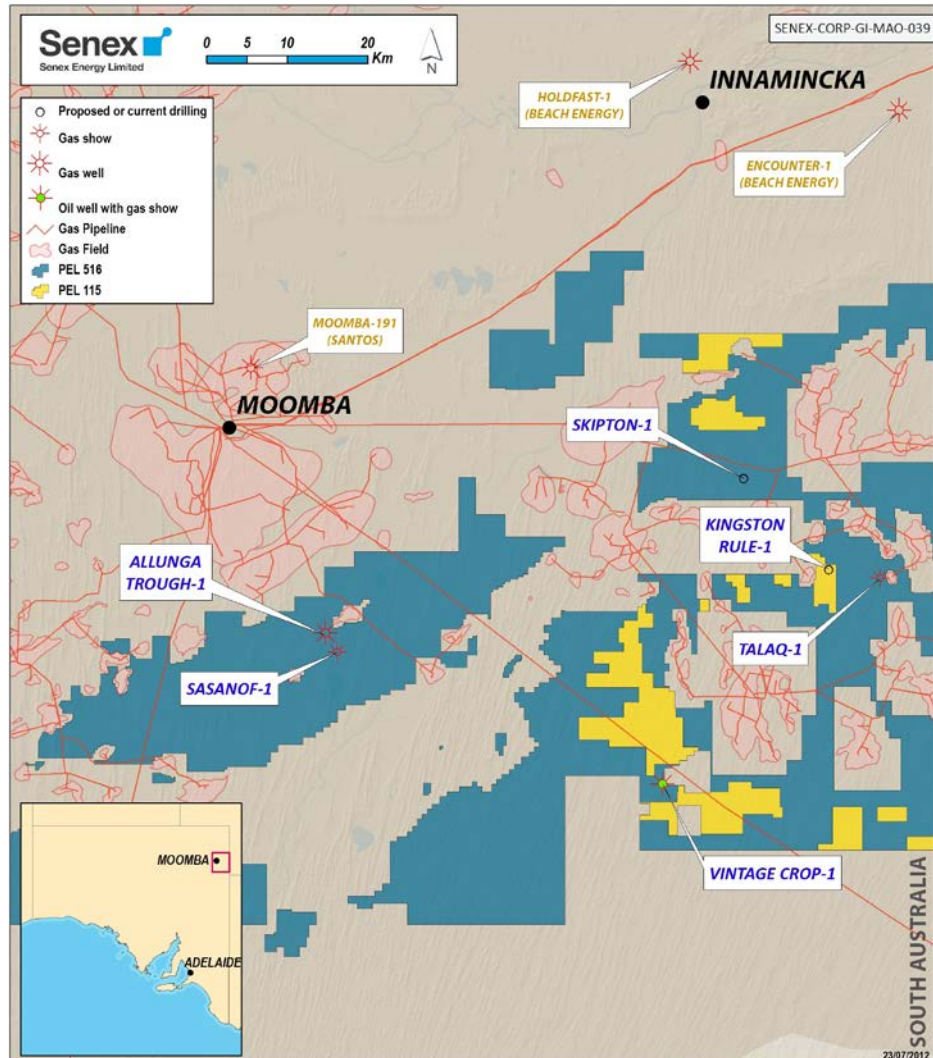 Senex
Senex Energy Limited
0 5 10 20
Km
N
SENEX-CORP-GI-MAO-039
Proposed or current drilling
Gas show
Gas well
Oil well with gas show
Gas Pipeline
Gas Field
PEL 516
PEL 115
HOLDFAST-1
(BEACH ENERGY)
INNAMINCKA
ENCOUNTER-1
(BEACH ENERGY)
MOOMBA-191
(SANTOS)
MOOMBA
SKIPTON-1
KINGSTON
RULE-1
ALLUNGA
TROUGH-1
TALAQ-1
SASANOF-1
VINTAGE CROP-1
MOOMBA
ADELAIDE
SOUTH AUSTRALIA
23/07/2012